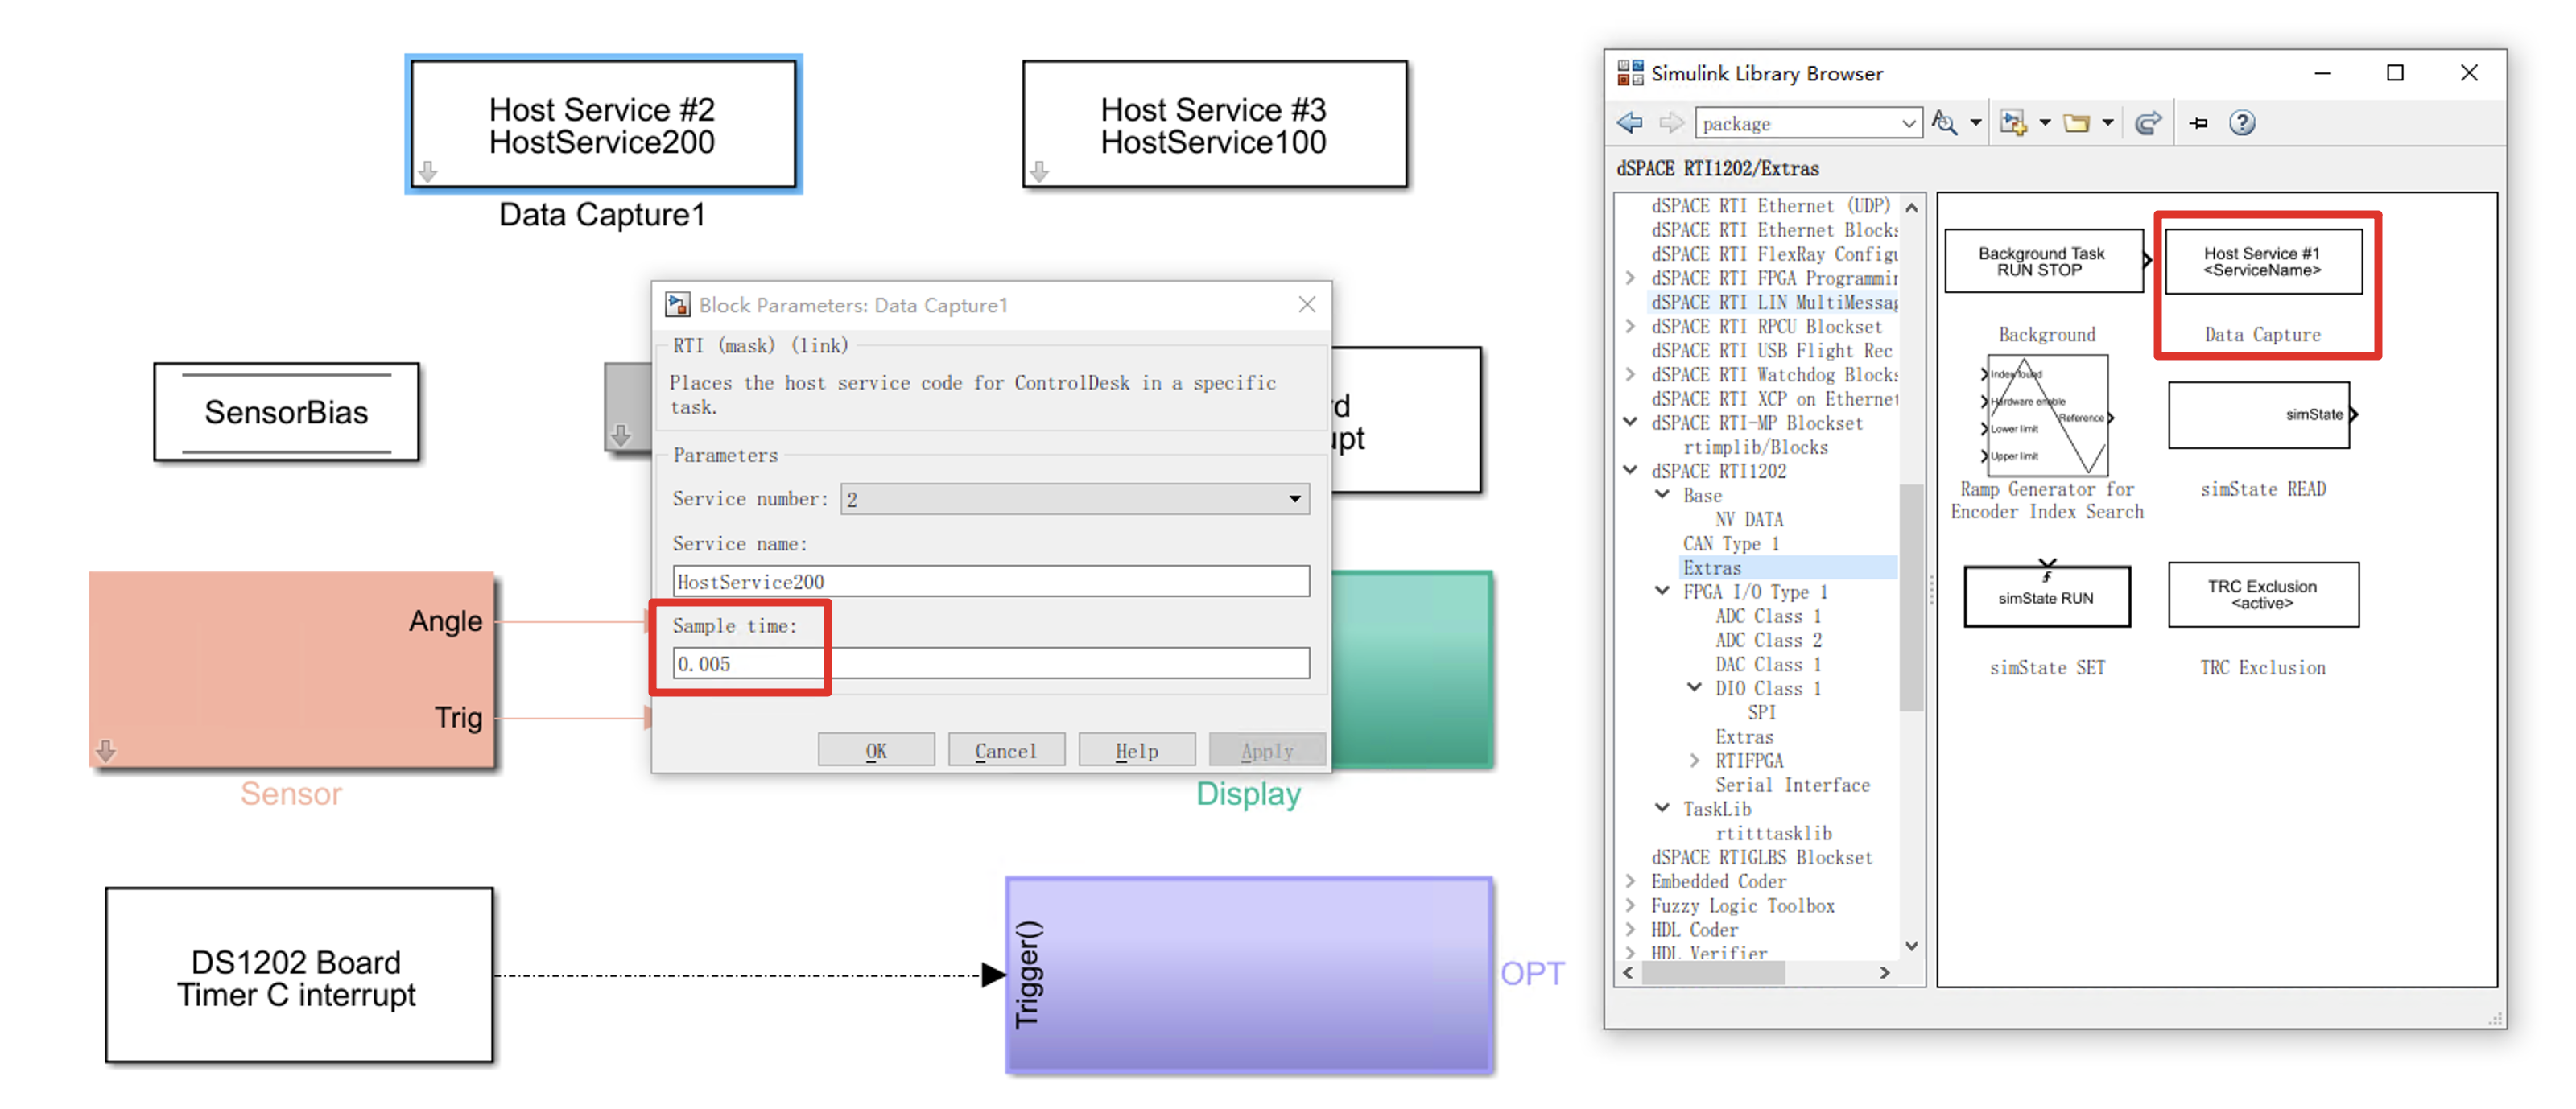 Host Service #2
HostService200
Data Capture1
Host Service #3
HostService100
SensorBias
Angle
Trig
Sensor
DS1202 Board
Timer C interrupt
Trigger()
OPT
Display
Block Parameters: Data Capture1
RTI (mask) (link)
Places the host service code for ControlDesk in a specific
task.
Parameters
Service number: 2
Service name:
HostService200
Sample time:
0.005
OK Cancel Help Apply
Simulink Library Browser
package
dSPACE RTI1202/Extras
dSPACE RTI Ethernet (UDP)
dSPACE RTI Ethernet Blocks
dSPACE RTI FlexRay Configu
dSPACE RTI FPGA Programmin
dSPACE RTI LIN MultiMessag
dSPACE RTI RPCU Blockset
dSPACE RTI USB Flight Rec
dSPACE RTI Watchdog Blocks
dSPACE RTI XCP on Ethernet
dSPACE RTI-MP Blockset
rtimplib/Blocks
dSPACE RTI1202
Base
NV DATA
CAN Type 1
Extras
FPGA I/O Type 1
ADC Class 1
ADC Class 2
DAC Class 1
DIO Class 1
SPI
Extras
RTIFPGA
Serial Interface
TaskLib
rtitttasklib
dSPACE RTIGLBS Blockset
Embedded Coder
Fuzzy Logic Toolbox
HDL Coder
HDL Verifier
Background Task
RUN STOP
Background
Host Service #1
<ServiceName>
Data Capture
Index found
Hardware enable
Lower limit
Upper limit
Reference
Ramp Generator for
Encoder Index Search
simState
simState READ
simState RUN
simState SET
TRC Exclusion
<active>
TRC Exclusion